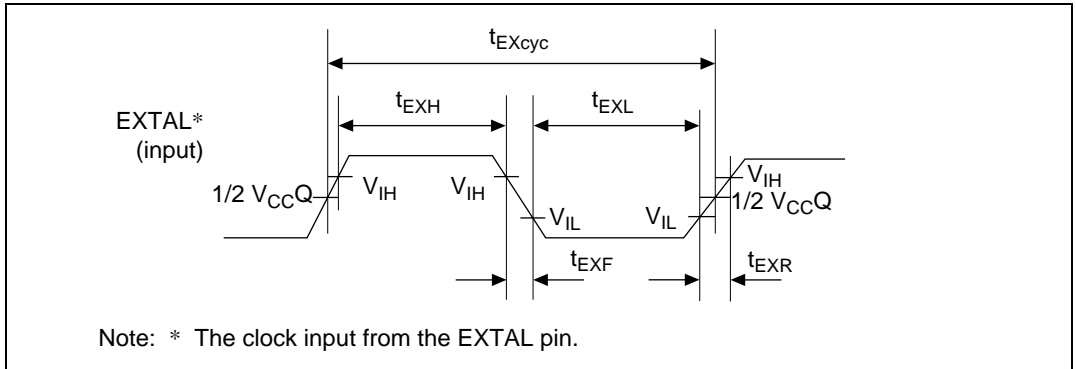 tEXcyc
tEXH
tEXL
EXTAL*
(input)
1/2 VCCQ
VIH
VIH
VIL
VIL
VIH
1/2 VCCQ
tEXF
tEXR
Note: * The clock input from the EXTAL pin.